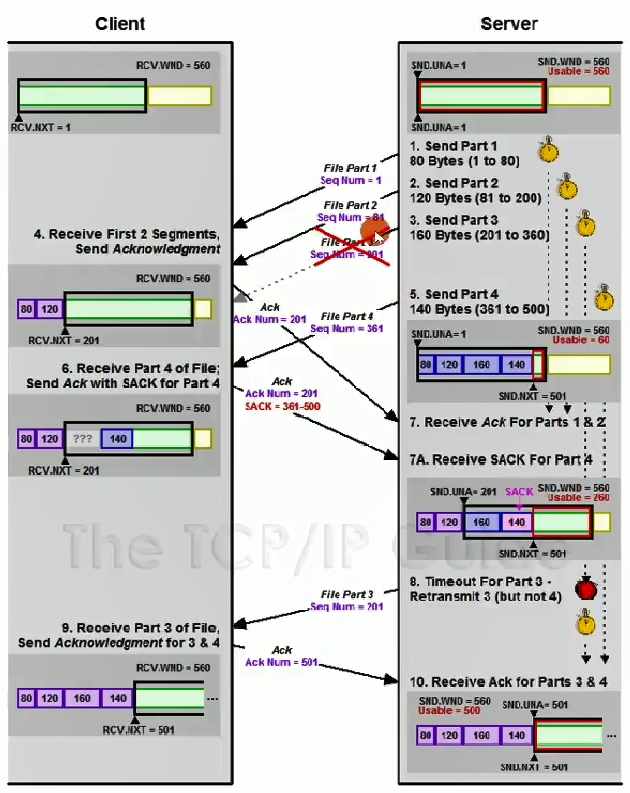 Client
Server
RCV.WND = 560
RCV.NXT = 1
SND.UNA= 1
SND.WND = 560
Usable = 560
SND.UNA= 1
1. Send Part 1
80 Bytes (1 to 80)
File Part 1
Seq Num = 1
2. Send Part 2
120 Bytes (81 to 200)
File Part 2
Seq Num = 81
3. Send Part 3
160 Bytes (201 to 360)
File Part 3
Seq Num = 201
4. Receive First 2 Segments,
Send Acknowledgment
RCV.WND = 560
80 120
RCV.NXT = 201
Ack
Ack Num = 201
5. Send Part 4
140 Bytes (361 to 500)
File Part 4
Seq Num = 361
SND.UNA= 1
SND.WND = 560
Usable = 60
80 120 160 140
SND.NXT = 501
6. Receive Part 4 of File;
Send Ack with SACK for Part 4
RCV.WND = 560
80 120 ??? 140
RCV.NXT = 201
Ack
Ack Num = 201
SACK = 361-500
7. Receive Ack For Parts 1 & 2
7A. Receive SACK For Part 4
SND.UNA= 201
SACK
SND.WND = 560
Usable = 260
80 120 160 140
SND.NXT = 501
The TCP/IP Guide
8. Timeout For Part 3 -
Retransmit 3 (but not 4)
File Part 3
Seq Num = 201
9. Receive Part 3 of File,
Send Acknowledgment for 3 & 4
RCV.WND = 560
80 120 160 140 ...
RCV.NXT = 501
Ack
Ack Num = 501
10. Receive Ack for Parts 3 & 4
SND.WND = 560
Usable = 500
SND.UNA= 501
80 120 160 140 ...
SND.NXT = 501